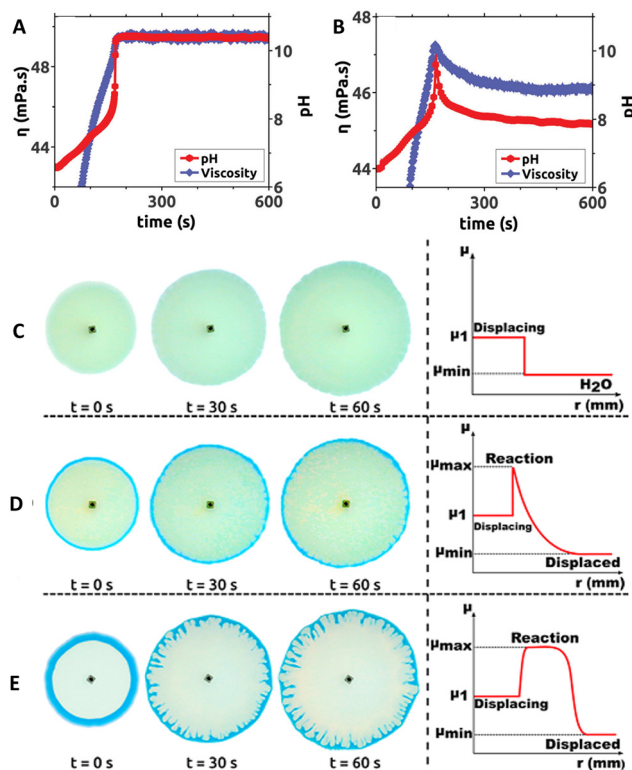 A
B
η (mPa.s)
48
44
10
8
6
pH
pH
Viscosity
0
300
600
time (s)
η (mPa.s)
48
46
44
10
8
6
pH
pH
Viscosity
0
300
600
time (s)
C
t = 0 s
t = 30 s
t = 60 s
μ
μ1
Displacing
μmin
H2O
r (mm)
D
t = 0 s
t = 30 s
t = 60 s
μ
μmax
Reaction
μ1
Displacing
μmin
Displaced
r (mm)
E
t = 0 s
t = 30 s
t = 60 s
μ
μmax
Reaction
μ1
Displacing
μmin
Displaced
r (mm)